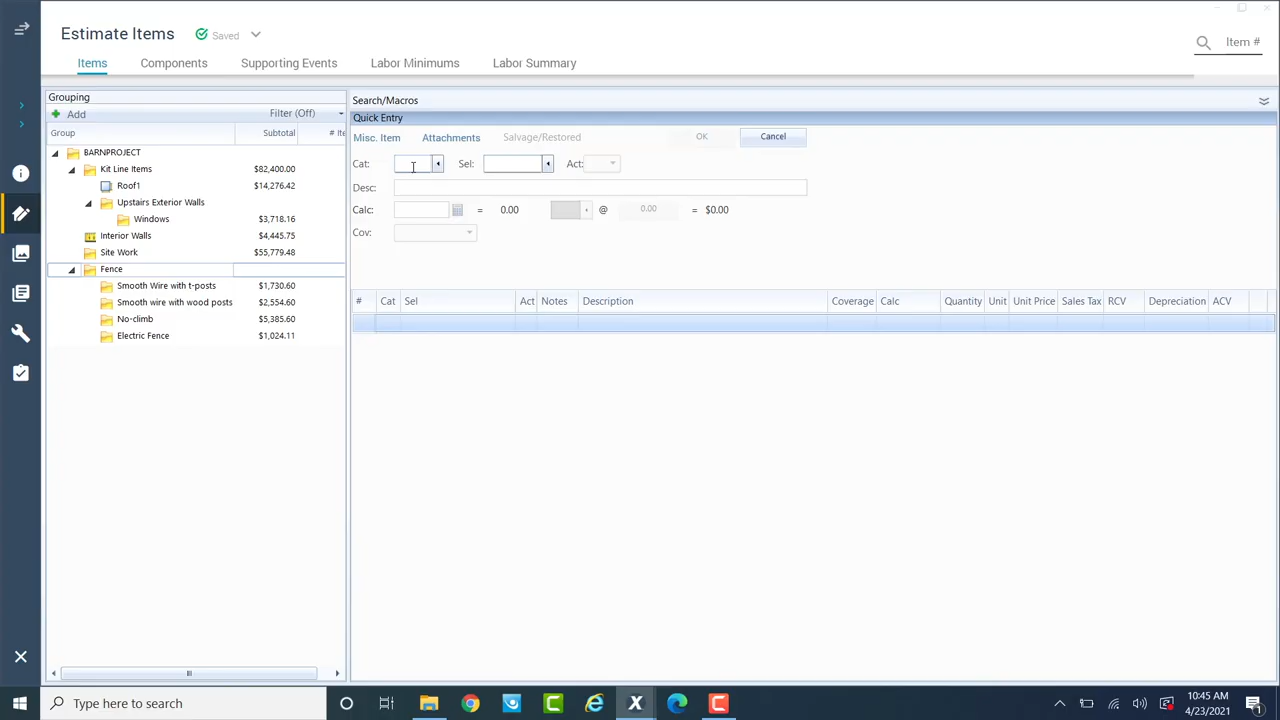 Estimate Items
Saved
Item #
Items
Components
Supporting Events
Labor Minimums
Labor Summary
Grouping
Add
Filter (Off)
Group
Subtotal
# Ite
BARNPROJECT
Kit Line Items $82,400.00
Roof1 $14,276.42
Upstairs Exterior Walls
Windows $3,718.16
Interior Walls $4,445.75
Site Work $55,779.48
Fence
Smooth Wire with t-posts $1,730.60
Smooth wire with wood posts $2,554.60
No-climb $5,385.60
Electric Fence $1,024.11
Search/Macros
Quick Entry
Misc. Item
Attachments
Salvage/Restored
OK
Cancel
Cat:
Sel:
Act:
Desc:
Calc: = 0.00 @ 0.00 = $0.00
Cov:
# Cat Sel Act Notes Description Coverage Calc Quantity Unit Unit Price Sales Tax RCV Depreciation ACV
Type here to search
X
10:45 AM
4/23/2021
1